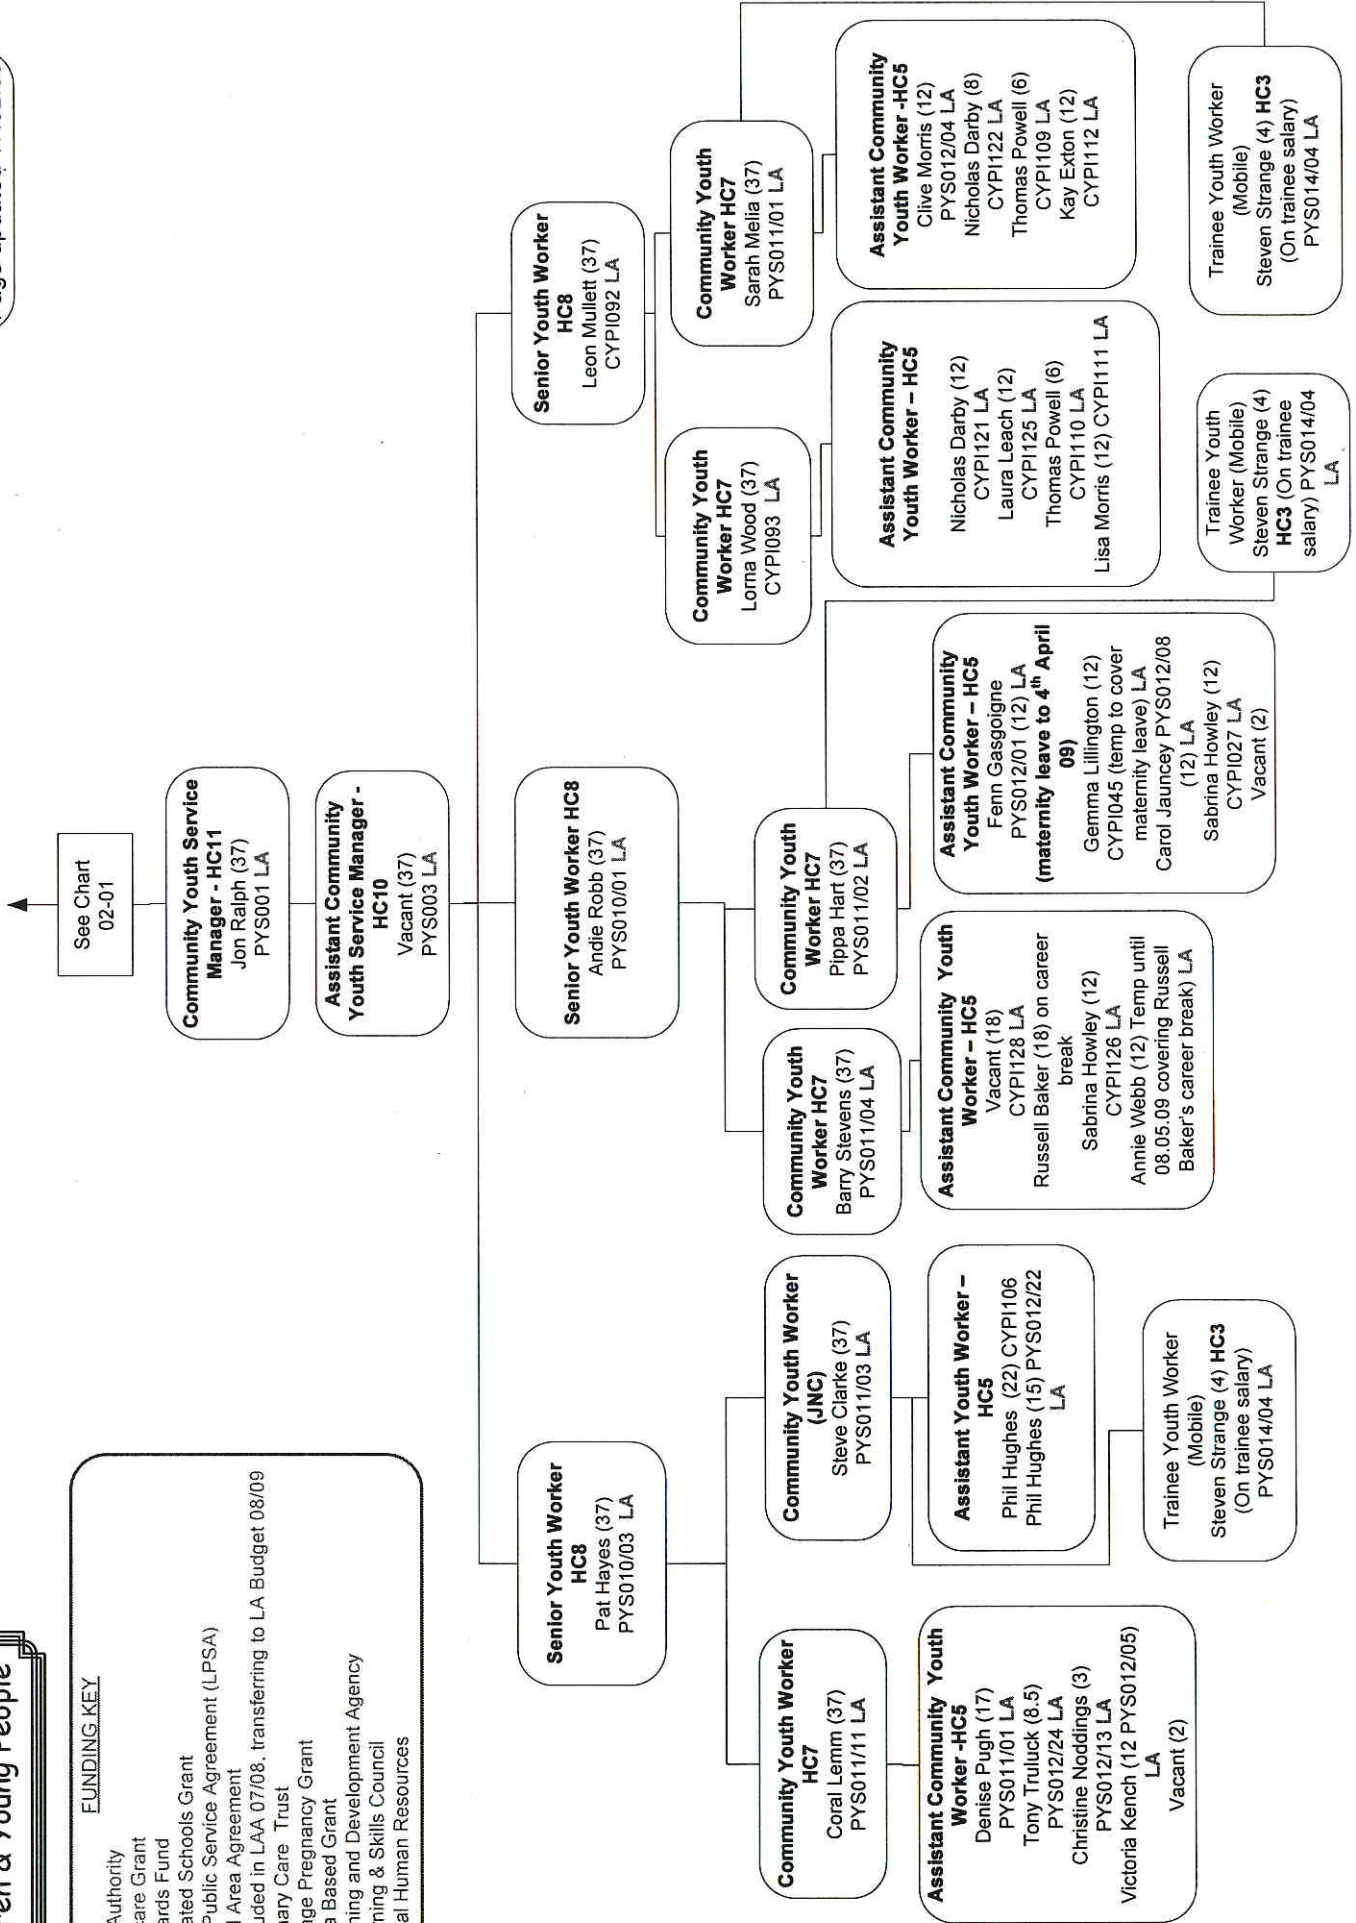 ren & Young People
FUNDING KEY
Authority
care Grant
ards Fund
ated Schools Grant
Public Service Agreement (LPSA)
l Area Agreement
uded in LAA 07/08, transferring to LA Budget 08/09
ary Care Trust
age Pregnancy Grant
a Based Grant
ning and Development Agency
rning & Skills Council
al Human Resources
See Chart
02-01
Community Youth Service
Manager - HC11
Jon Ralph (37)
PYS001 LA
Assistant Community
Youth Service Manager -
HC10
Vacant (37)
PYS003 LA
Senior Youth Worker
HC8
Pat Hayes (37)
PYS010/03 LA
Senior Youth Worker HC8
Andie Robb (37)
PYS010/01 LA
Senior Youth Worker
HC8
Leon Mullett (37)
CYPI092 LA
Community Youth Worker
HC7
Coral Lemm (37)
PYS011/11 LA
Community Youth Worker
(JNC)
Steve Clarke (37)
PYS011/03 LA
Community Youth
Worker HC7
Barry Stevens (37)
PYS011/04 LA
Community Youth
Worker HC7
Pippa Hart (37)
PYS011/02 LA
Community Youth
Worker HC7
Lorna Wood (37)
CYPI093 LA
Community Youth
Worker HC7
Sarah Melia (37)
PYS011/01 LA
Assistant Community Youth
Worker -HC5
Denise Pugh (17)
PYS011/01 LA
Tony Truluck (8.5)
PYS012/24 LA
Christine Noddings (3)
PYS012/13 LA
Victoria Kench (12 PYS012/05)
LA
Vacant (2)
Assistant Youth Worker –
HC5
Phil Hughes (22) CYPI106
Phil Hughes (15) PYS012/22
LA
Trainee Youth Worker
(Mobile)
Steven Strange (4) HC3
(On trainee salary)
PYS014/04 LA
Assistant Community Youth
Worker – HC5
Vacant (18)
CYPI128 LA
Russell Baker (18) on career
break
Sabrina Howley (12)
CYPI126 LA
Annie Webb (12) Temp until
08.05.09 covering Russell
Baker's career break) LA
Assistant Community
Youth Worker – HC5
Fenn Gasgoigne
PYS012/01 (12) LA
(maternity leave to 4th April
09)
Gemma Lillington (12)
CYPI045 (temp to cover
maternity leave) LA
Carol Jauncey PYS012/08
(12) LA
Sabrina Howley (12)
CYPI027 LA
Vacant (2)
Assistant Community
Youth Worker – HC5
Nicholas Darby (12)
CYPI121 LA
Laura Leach (12)
CYPI125 LA
Thomas Powell (6)
CYPI110 LA
Lisa Morris (12) CYPI111 LA
Assistant Community
Youth Worker -HC5
Clive Morris (12)
PYS012/04 LA
Nicholas Darby (8)
CYPI122 LA
Thomas Powell (6)
CYPI109 LA
Kay Exton (12)
CYPI112 LA
Trainee Youth
Worker (Mobile)
Steven Strange (4)
HC3 (On trainee
salary) PYS014/04
LA
Trainee Youth Worker
(Mobile)
Steven Strange (4) HC3
(On trainee salary)
PYS014/04 LA